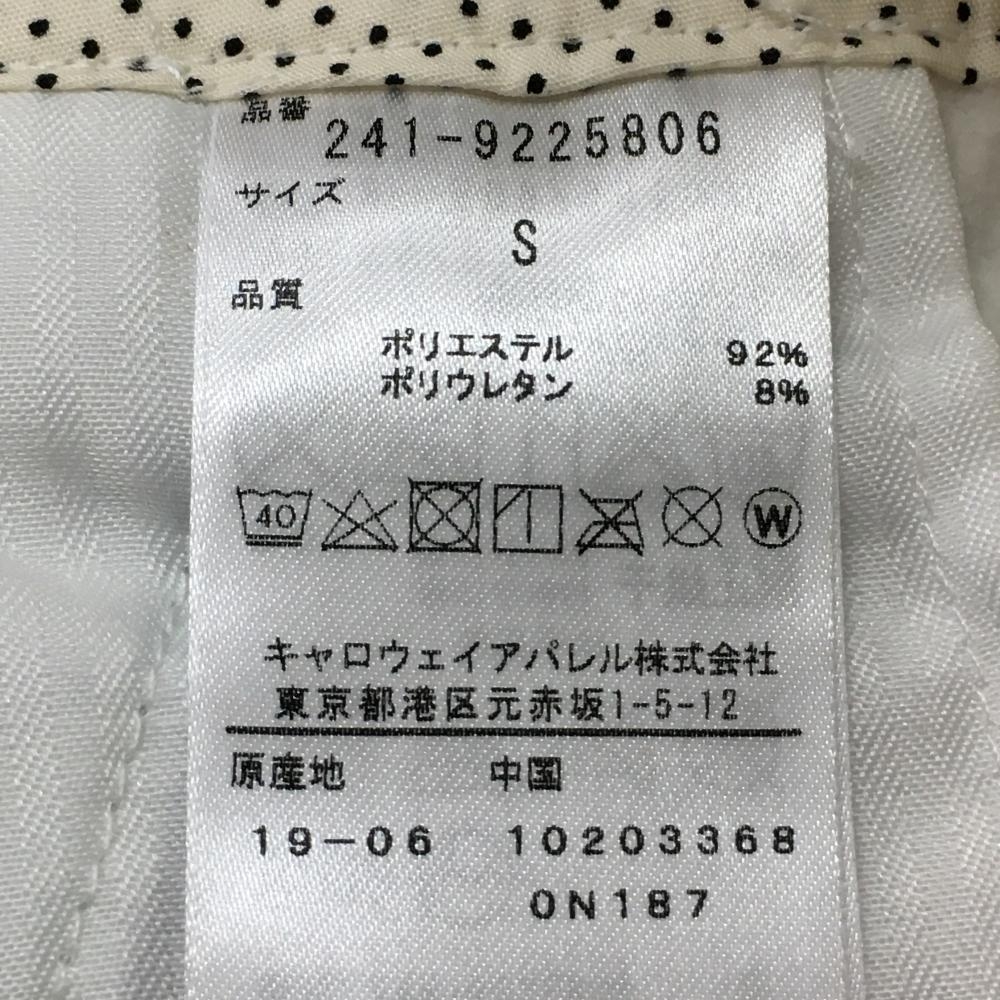 品番
241-9225806
サイズ
S
品質
ポリエステル 92%
ポリウレタン 8%
40 W
キャロウェイアパレル株式会社
東京都港区元赤坂1-5-12
原産地 中国
19-06 10203368
0N187